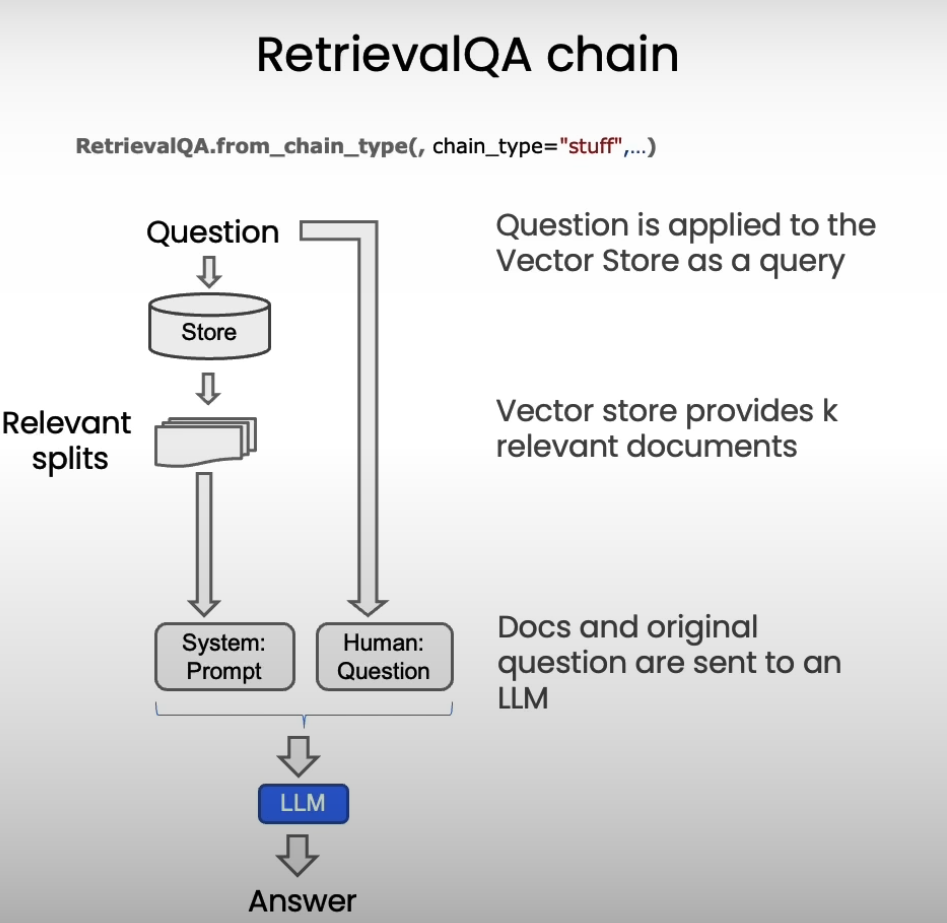 RetrievalQA chain
RetrievalQA.from_chain_type(, chain_type="stuff",...)
Question
Question is applied to the
Vector Store as a query
Store
Relevant
splits
Vector store provides k
relevant documents
System:
Prompt
Human:
Question
Docs and original
question are sent to an
LLM
LLM
Answer